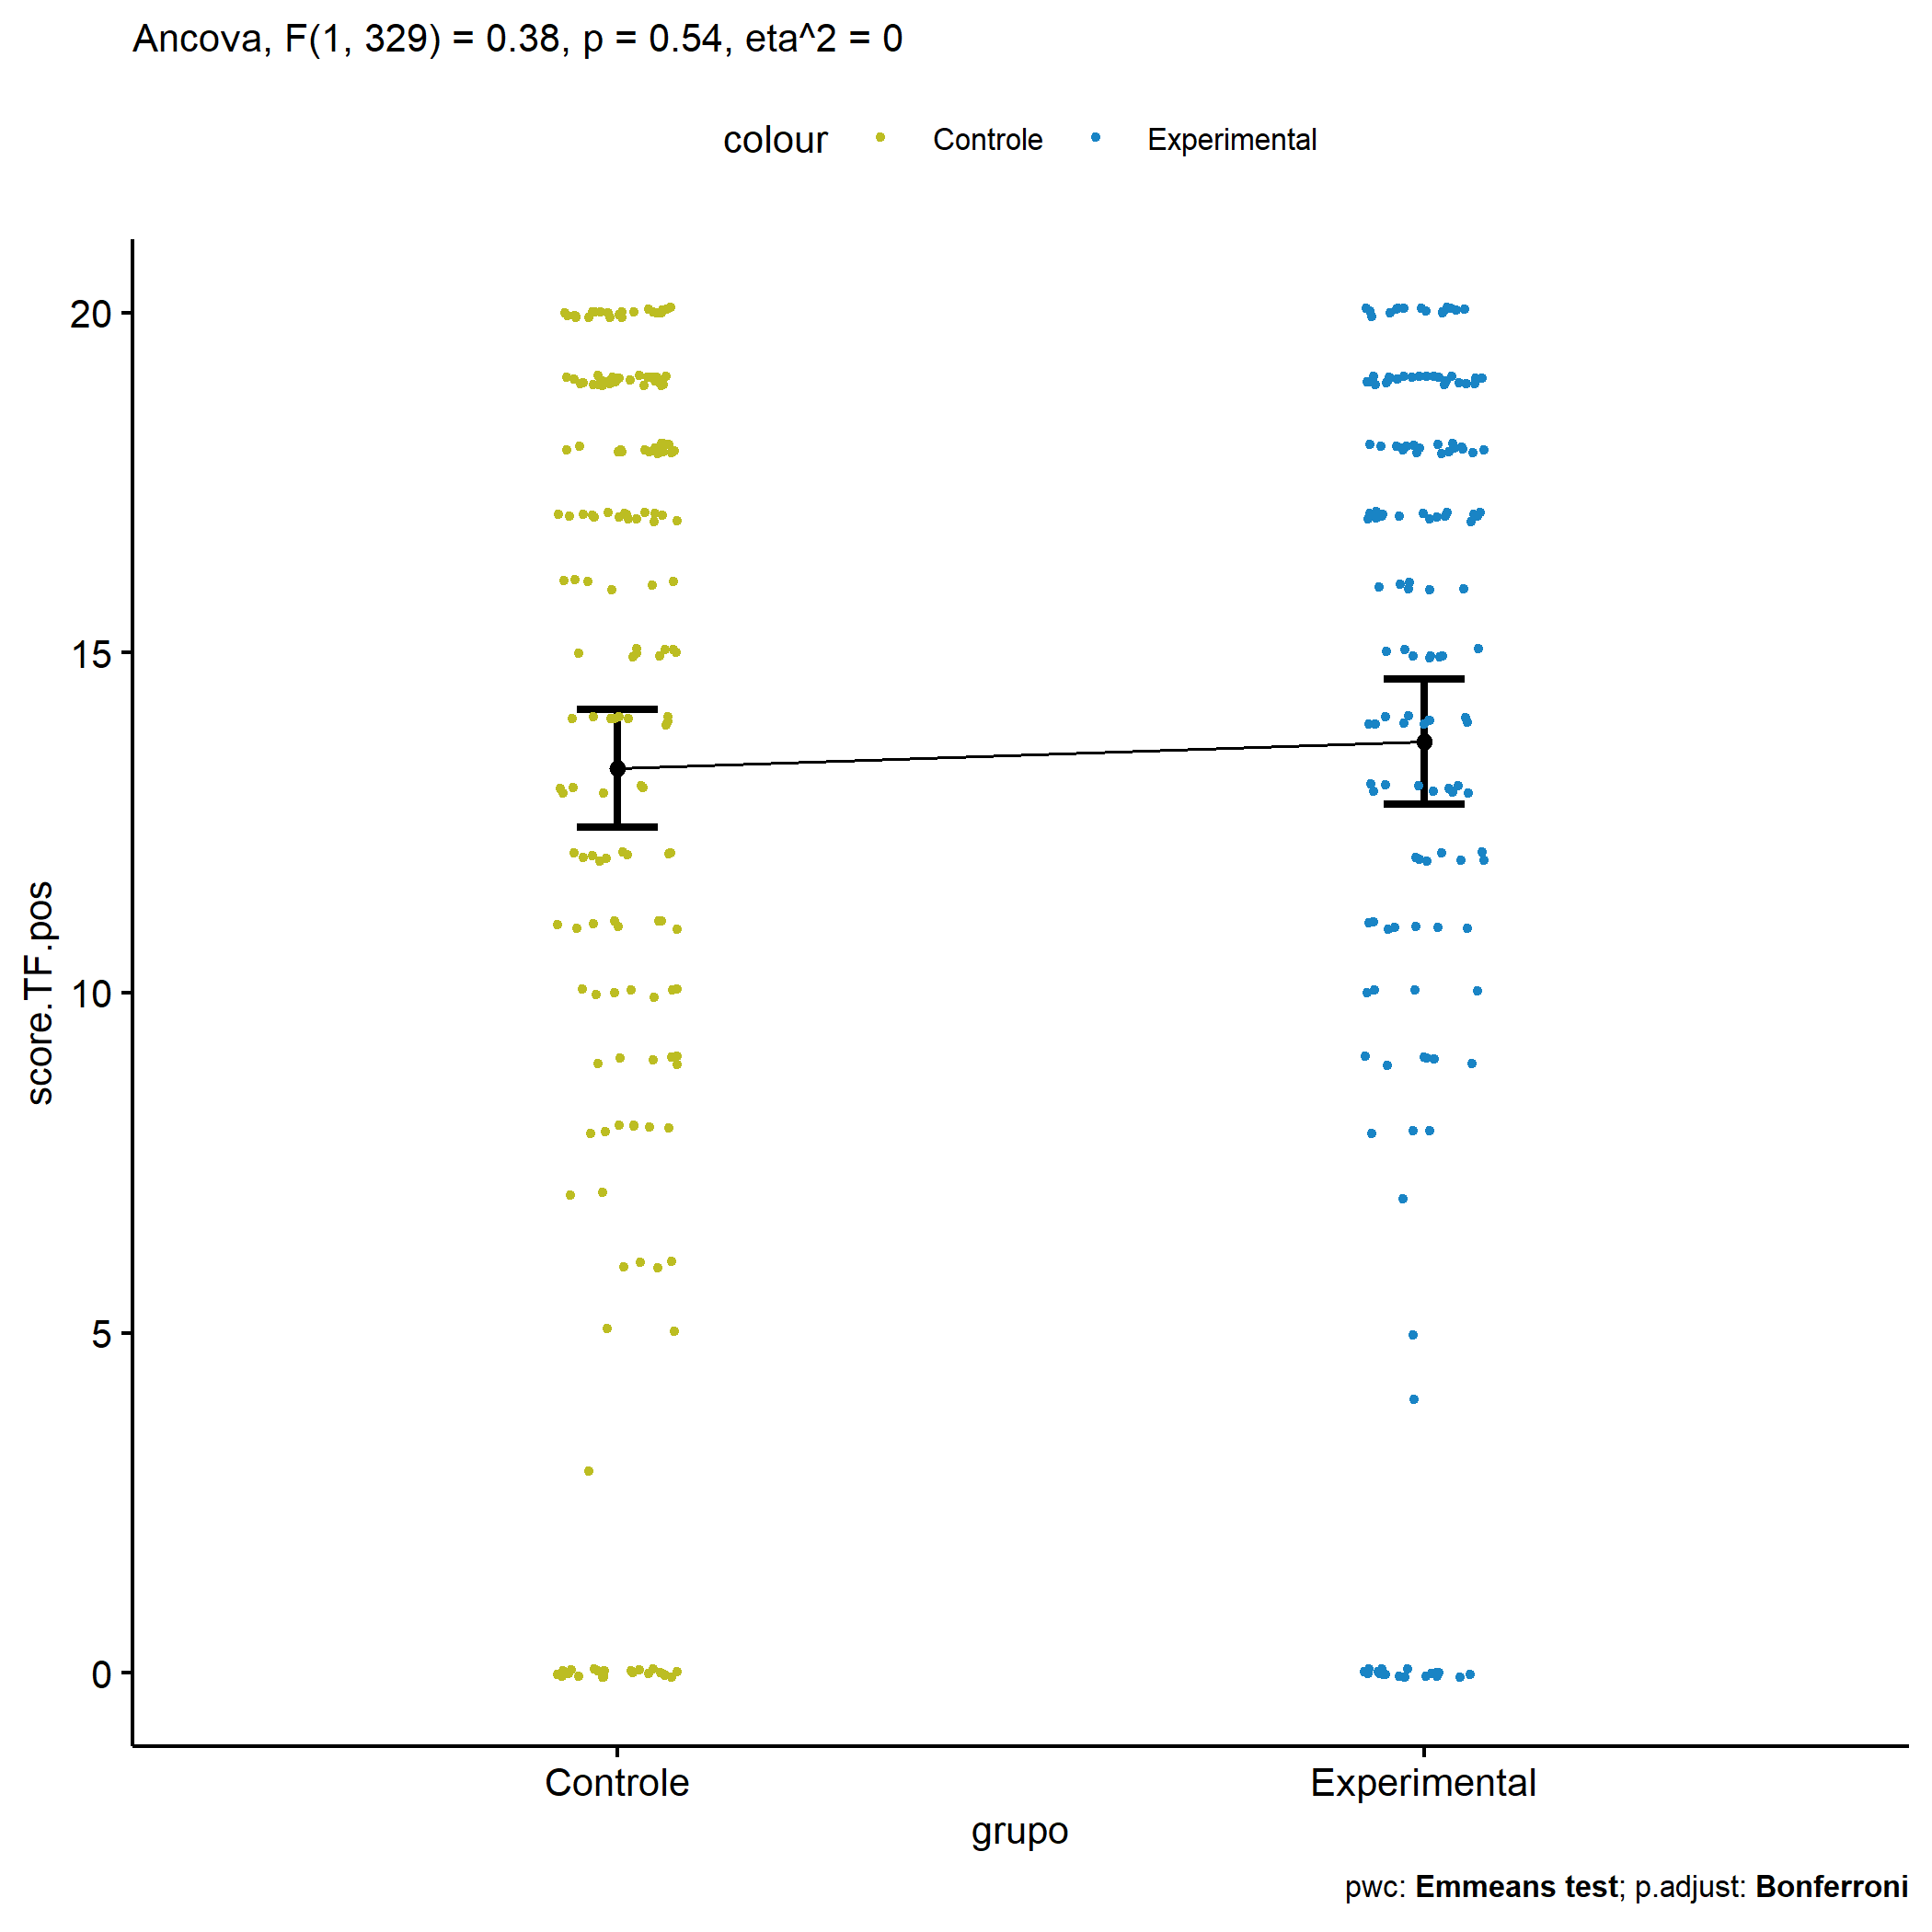 Ancova, F(1, 329) = 0.38, p = 0.54, eta^2 = 0
colour Controle Experimental
score.TF.pos
20
15
10
5
0
Controle Experimental
grupo
pwc: Emmeans test; p.adjust: Bonferroni